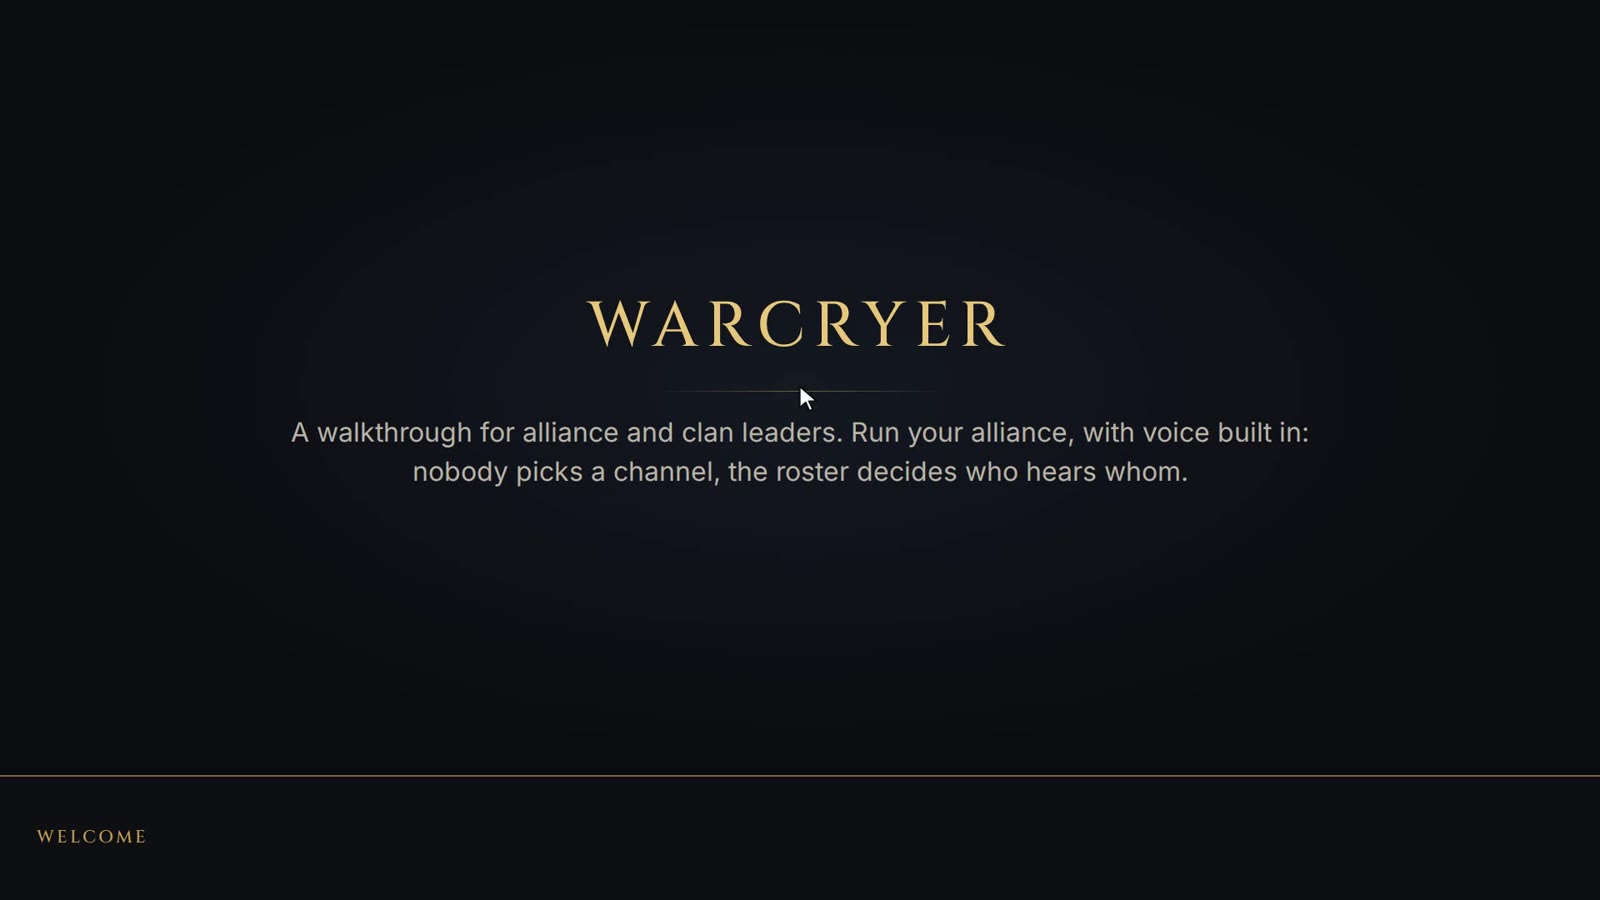 WARCRYER
A walkthrough for alliance and clan leaders. Run your alliance, with voice built in:
nobody picks a channel, the roster decides who hears whom.
WELCOME